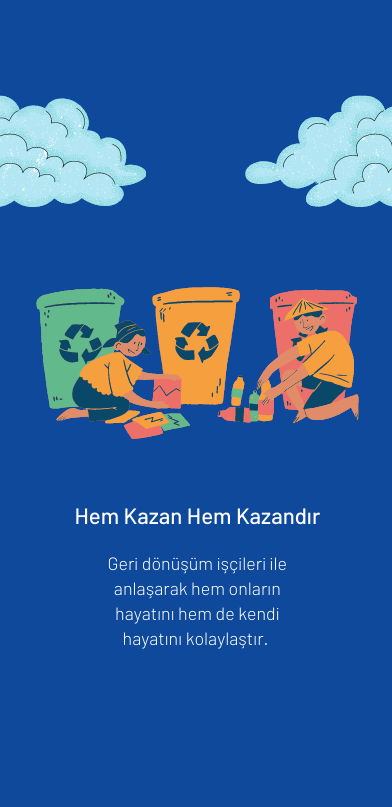 Hem Kazan Hem Kazandır
Geri dönüşüm işçileri ile
anlaşarak hem onların
hayatını hem de kendi
hayatını kolaylaştır.